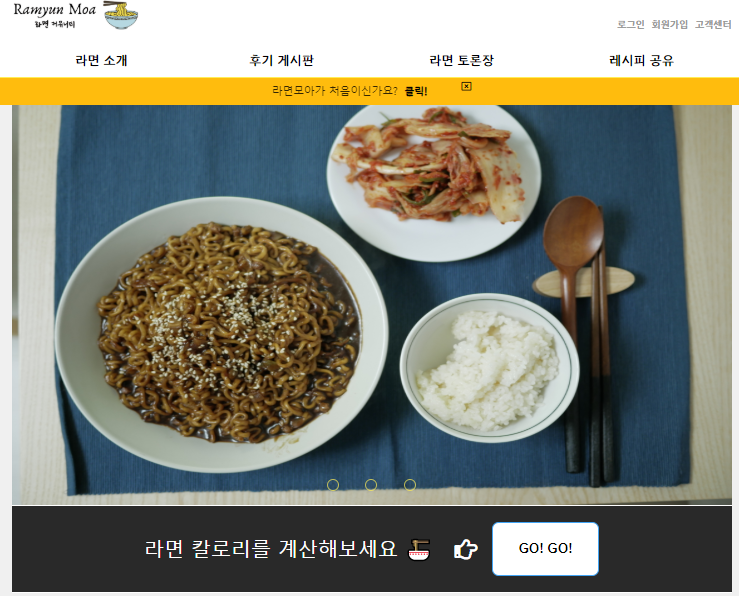 Ramyun Moa
라면 커뮤니티
로그인 회원가입 고객센터
라면 소개 후기 게시판 라면 토론장 레시피 공유
라면모아가 처음이신가요? 클릭!
라면 칼로리를 계산해보세요 GO! GO!